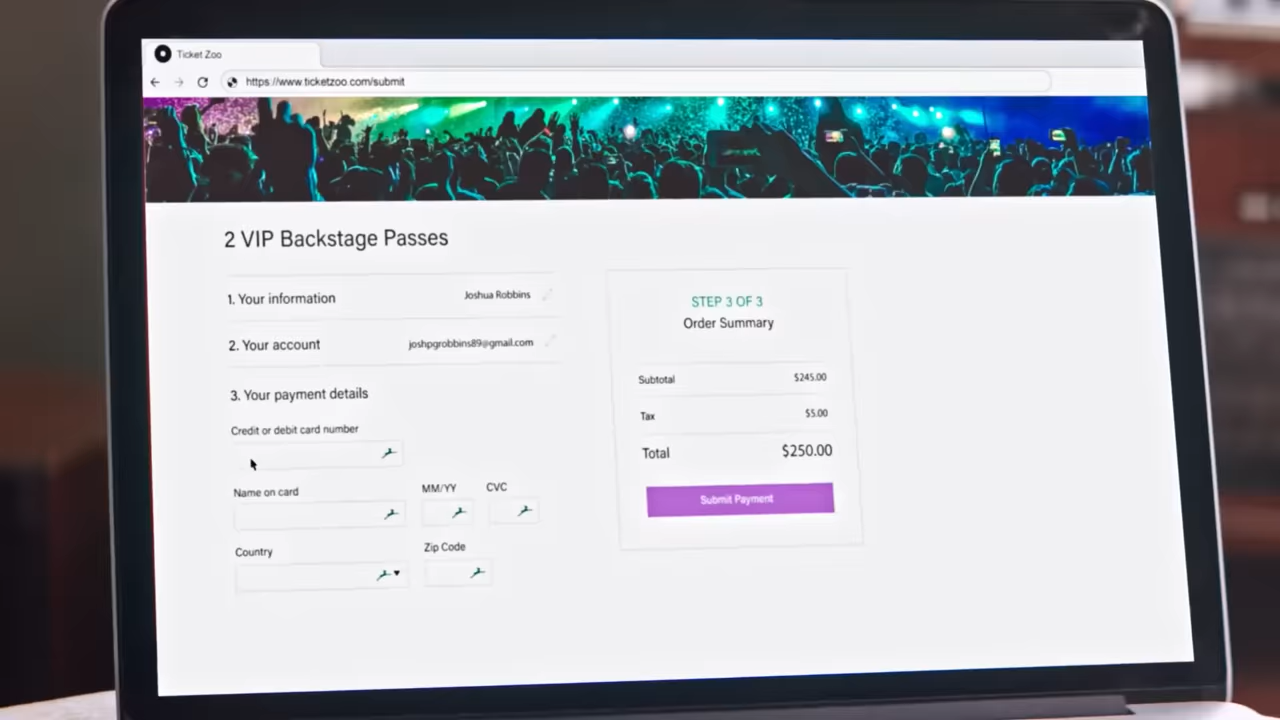 Ticket Zoo
https://www.ticketzoo.com/submit
2 VIP Backstage Passes
1. Your information
Joshua Robbins
2. Your account
joshpgrobbins89@gmail.com
3. Your payment details
Credit or debit card number
Name on card
MM/YY
CVC
Country
Zip Code
STEP 3 OF 3
Order Summary
Subtotal
$245.00
Tax
$5.00
Total
$250.00
Submit Payment